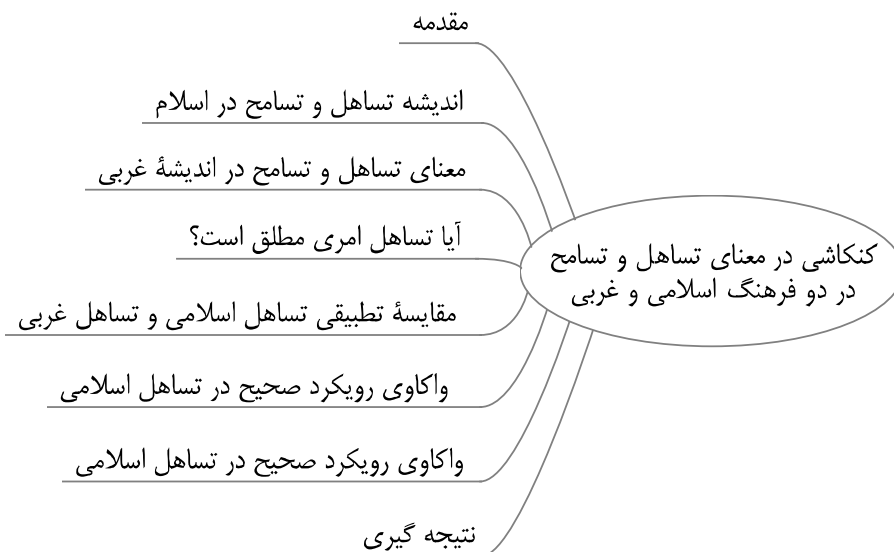 مقدمه
اندیشه تساهل و تسامح در اسلام
معنای تساهل و تسامح در اندیشهٔ غربی
آیا تساهل امری مطلق است؟
کنکاشی در معنای تساهل و تسامح
در دو فرهنگ اسلامی و غربی
مقایسهٔ تطبیقی تساهل اسلامی و تساهل غربی
واکاوی رویکرد صحیح در تساهل اسلامی
واکاوی رویکرد صحیح در تساهل اسلامی
نتیجه گیری